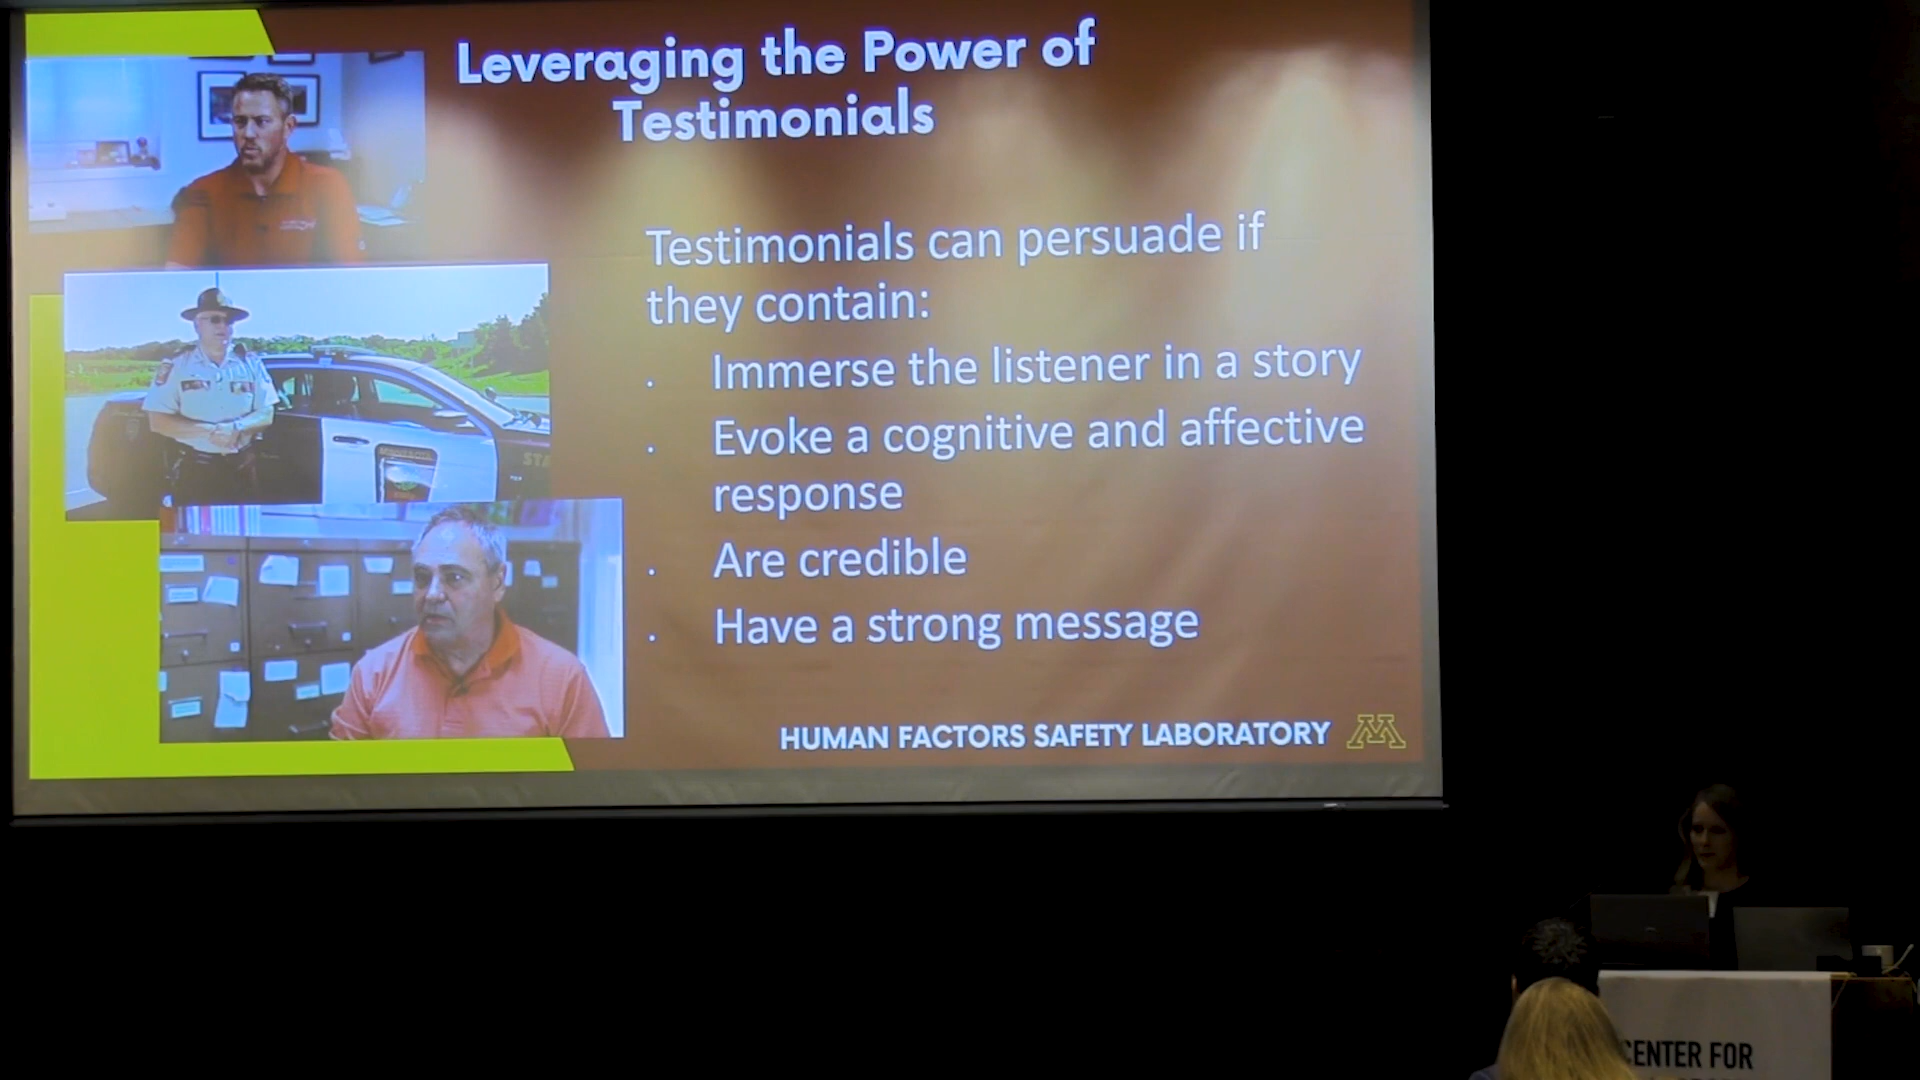 Leveraging the Power of
Testimonials
Testimonials can persuade if
they contain:
. Immerse the listener in a story
. Evoke a cognitive and affective
response
. Are credible
. Have a strong message
HUMAN FACTORS SAFETY LABORATORY
M
CENTER FOR